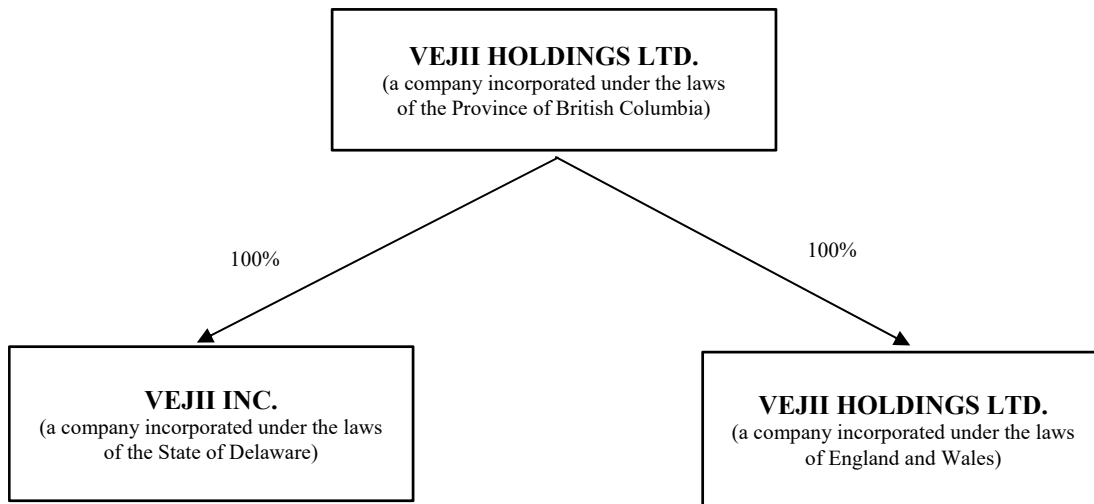 VEJII HOLDINGS LTD.
(a company incorporated under the laws
of the Province of British Columbia)
100%
100%
VEJII INC.
(a company incorporated under the laws
of the State of Delaware)
VEJII HOLDINGS LTD.
(a company incorporated under the laws
of England and Wales)